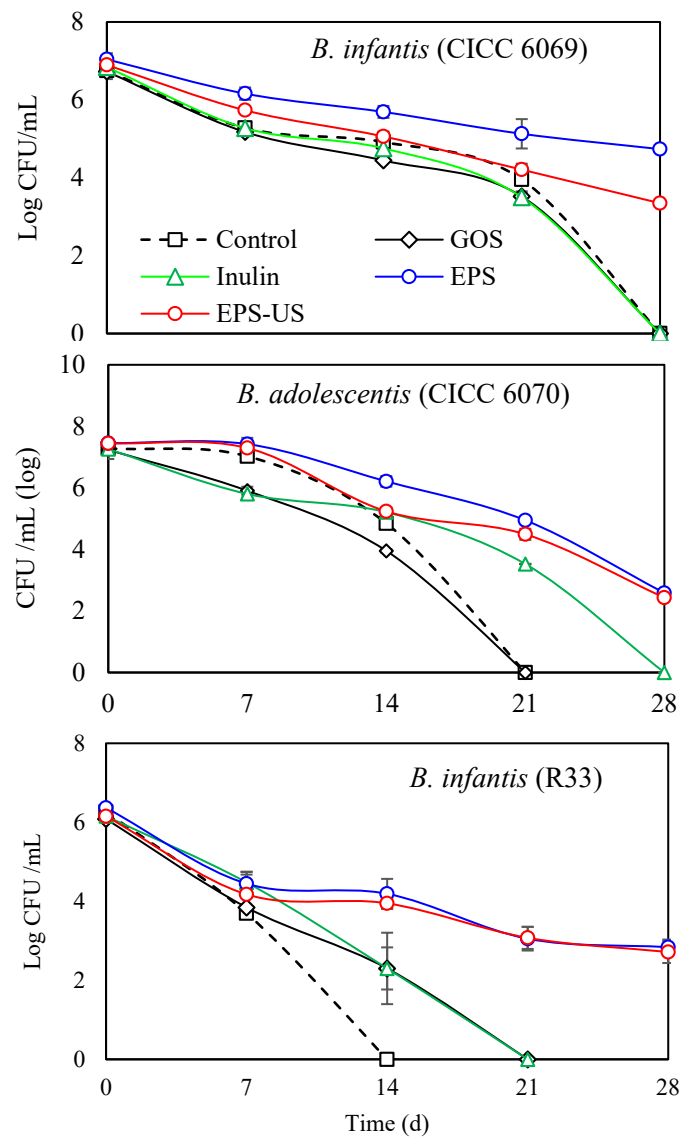 8
B. infantis (CICC 6069)
6
Log CFU/mL
4
Control GOS
2
Inulin EPS
EPS-US
0
10
B. adolescentis (CICC 6070)
8
6
CFU /mL (log)
4
2
0
0 7 14 21 28
8
B. infantis (R33)
6
Log CFU /mL
4
2
0
0 7 14 21 28
Time (d)